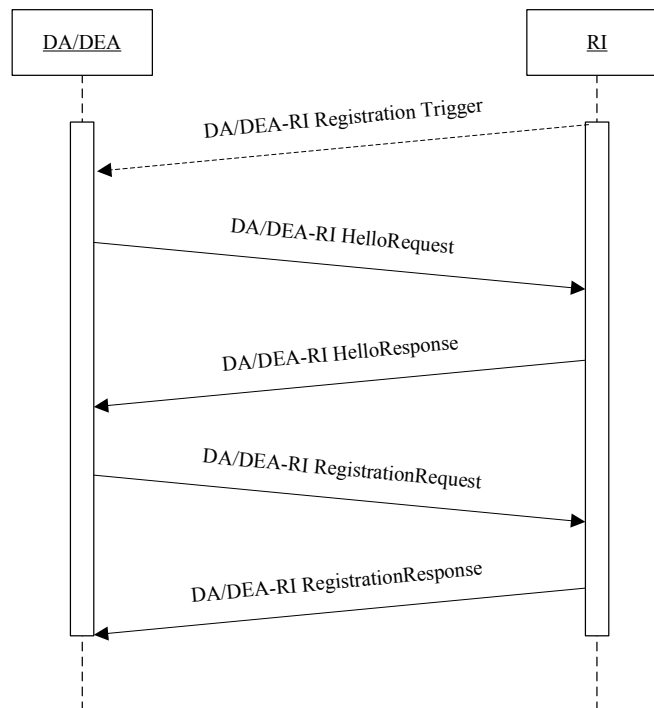 DA/DEA
RI
DA/DEA-RI Registration Trigger
DA/DEA-RI HelloRequest
DA/DEA-RI HelloResponse
DA/DEA-RI RegistrationRequest
DA/DEA-RI RegistrationResponse